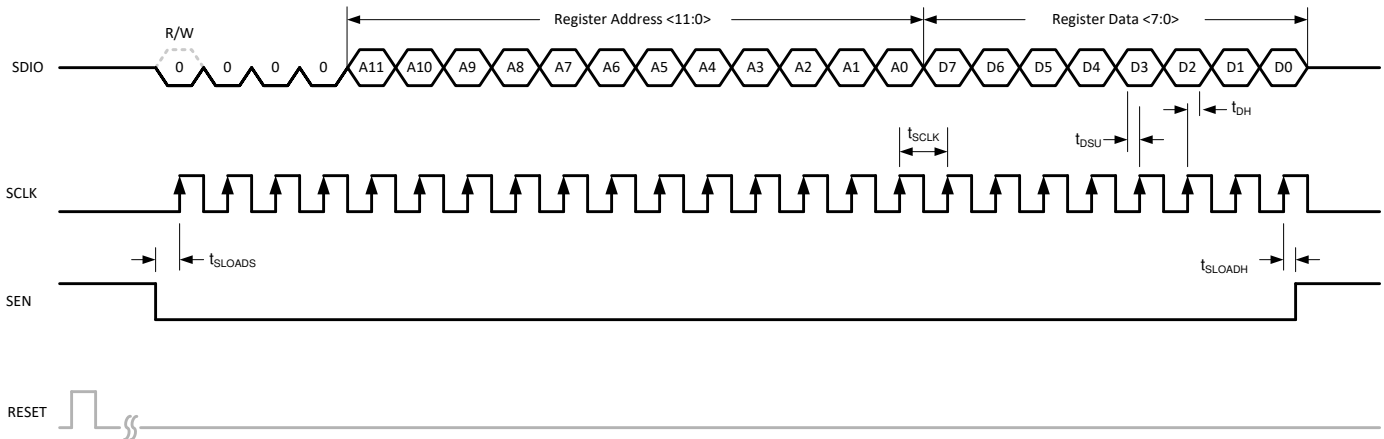 Register Address <11:0> Register Data <7:0>
R/W
SDIO 0 0 0 0 A11 A10 A9 A8 A7 A6 A5 A4 A3 A2 A1 A0 D7 D6 D5 D4 D3 D2 D1 D0
tDH
tSCLK
tDSU
SCLK
tSLOADS
tSLOADH
SEN
RESET